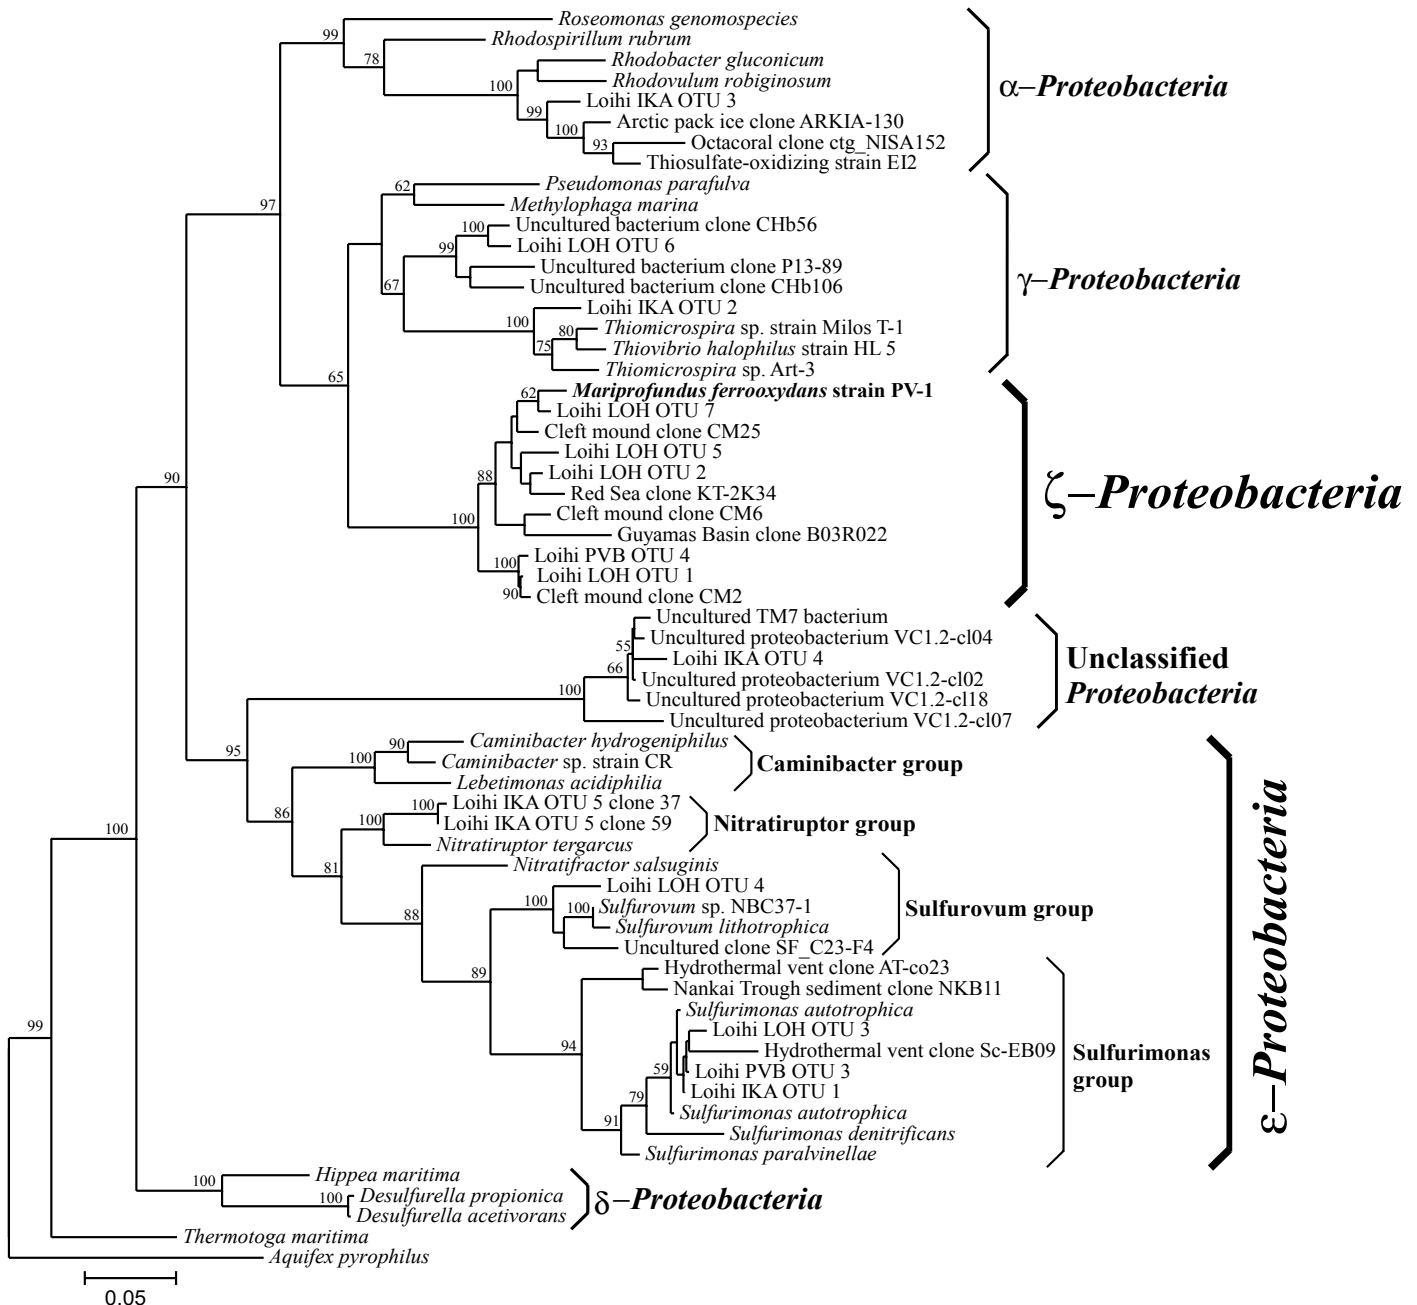 Roseomonas genomospecies
99
Rhodospirillum rubrum
78
Rhodobacter gluconicum
Rhodovulum robiginosum
100
Loihi IKA OTU 3
99
Arctic pack ice clone ARKIA-130
100
Octacoral clone ctg_NISA152
93
Thiosulfate-oxidizing strain EI2
α–Proteobacteria
97
Pseudomonas parafulva
62
Methylophaga marina
Uncultured bacterium clone CHb56
100
Loihi LOH OTU 6
99
Uncultured bacterium clone P13-89
Uncultured bacterium clone CHb106
67
Loihi IKA OTU 2
100
Thiomicrospira sp. strain Milos T-1
80
Thiovibrio halophilus strain HL 5
75
Thiomicrospira sp. Art-3
γ–Proteobacteria
65
Mariprofundus ferrooxydans strain PV-1
62
Loihi LOH OTU 7
Cleft mound clone CM25
Loihi LOH OTU 5
Loihi LOH OTU 2
88
Red Sea clone KT-2K34
Cleft mound clone CM6
100
Guyamas Basin clone B03R022
Loihi PVB OTU 4
100
Loihi LOH OTU 1
90
Cleft mound clone CM2
ζ–Proteobacteria
90
Uncultured TM7 bacterium
Uncultured proteobacterium VC1.2-cl04
55
Loihi IKA OTU 4
66
Uncultured proteobacterium VC1.2-cl02
Uncultured proteobacterium VC1.2-cl18
100
Uncultured proteobacterium VC1.2-cl07
Unclassified
Proteobacteria
95
Caminibacter hydrogeniphilus
90
Caminibacter sp. strain CR
100
Lebetimonas acidiphilia
Caminibacter group
86
Loihi IKA OTU 5 clone 37
100
Loihi IKA OTU 5 clone 59
100
Nitratiruptor tergarcus
Nitratiruptor group
81
Nitratifractor salsuginis
88
Loihi LOH OTU 4
100
Sulfurovum sp. NBC37-1
100
Sulfurovum lithotrophica
Uncultured clone SF_C23-F4
Sulfurovum group
89
Hydrothermal vent clone AT-co23
Nankai Trough sediment clone NKB11
94
Sulfurimonas autotrophica
Loihi LOH OTU 3
Hydrothermal vent clone Sc-EB09
Loihi PVB OTU 3
59
Loihi IKA OTU 1
79
Sulfurimonas autotrophica
91
Sulfurimonas denitrificans
Sulfurimonas paralvinellae
Sulfurimonas
group
ε–Proteobacteria
100
Hippea maritima
100
Desulfurella propionica
100
Desulfurella acetivorans
δ–Proteobacteria
99
Thermotoga maritima
Aquifex pyrophilus
0.05